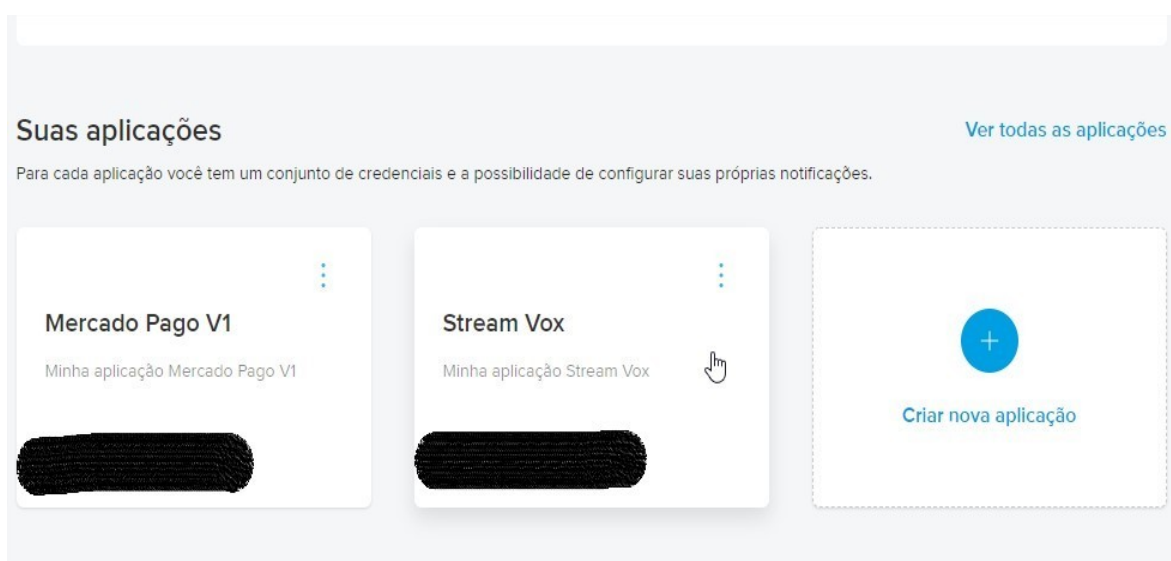 Suas aplicações
Ver todas as aplicações
Para cada aplicação você tem um conjunto de credenciais e a possibilidade de configurar suas próprias notificações.
Mercado Pago V1
Minha aplicação Mercado Pago V1
Stream Vox
Minha aplicação Stream Vox
Criar nova aplicação